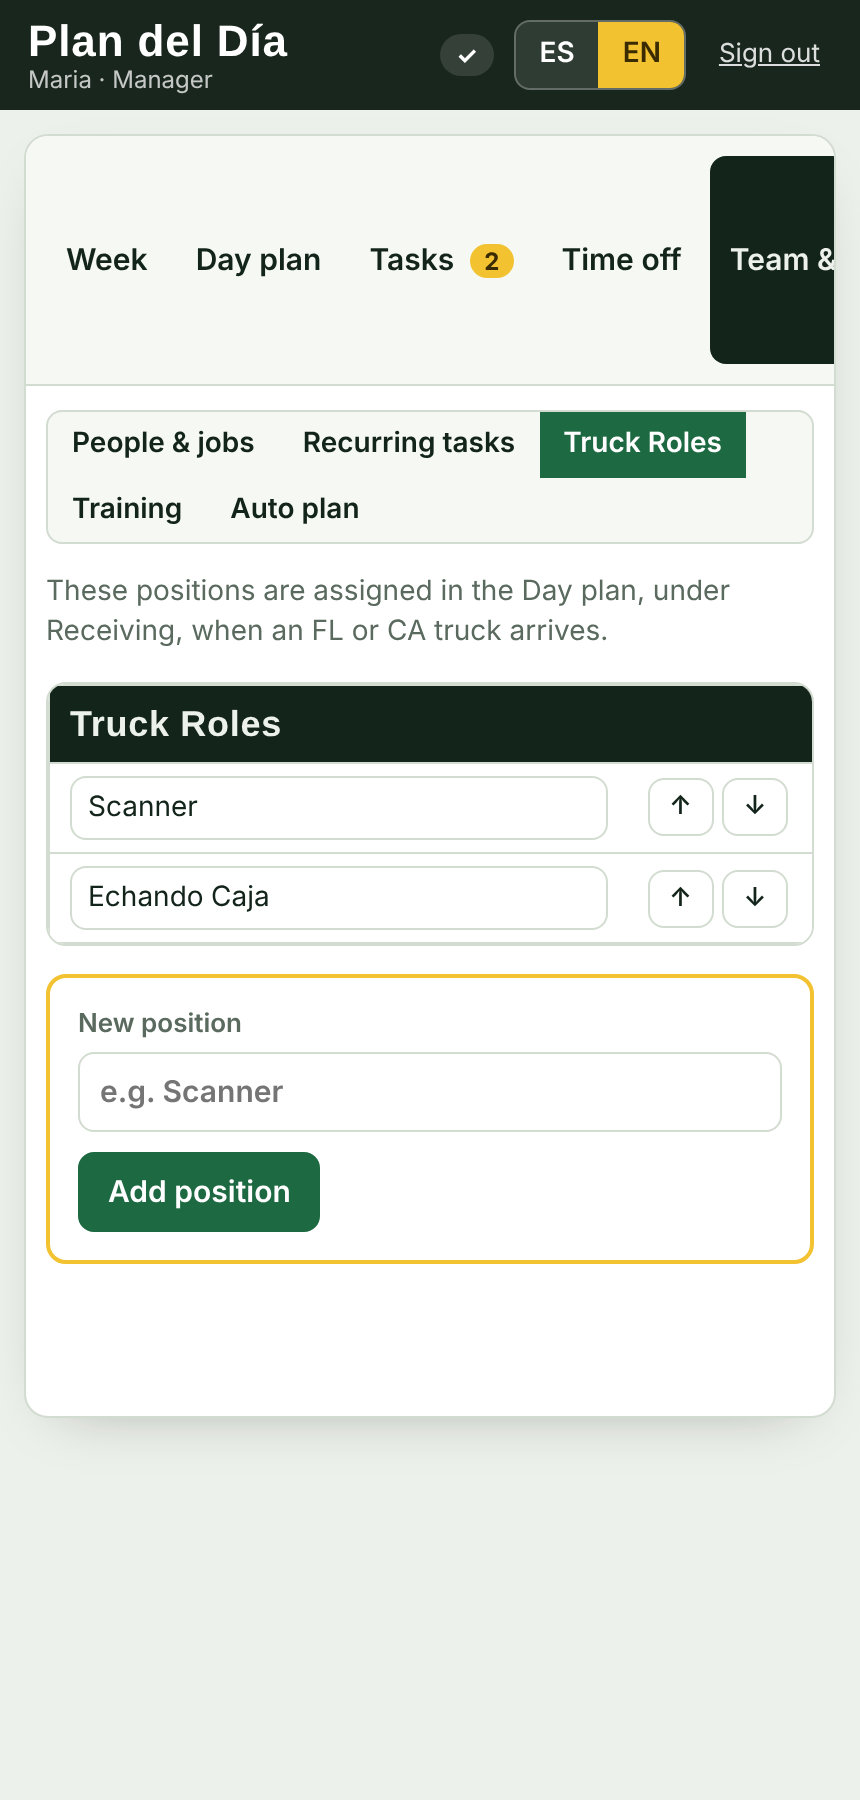 Plan del Día
Maria · Manager
✓
ES EN
Sign out
Week Day plan Tasks 2 Time off Team &
People & jobs Recurring tasks Truck Roles
Training Auto plan
These positions are assigned in the Day plan, under
Receiving, when an FL or CA truck arrives.
Truck Roles
Scanner ↑ ↓
Echando Caja ↑ ↓
New position
e.g. Scanner
Add position